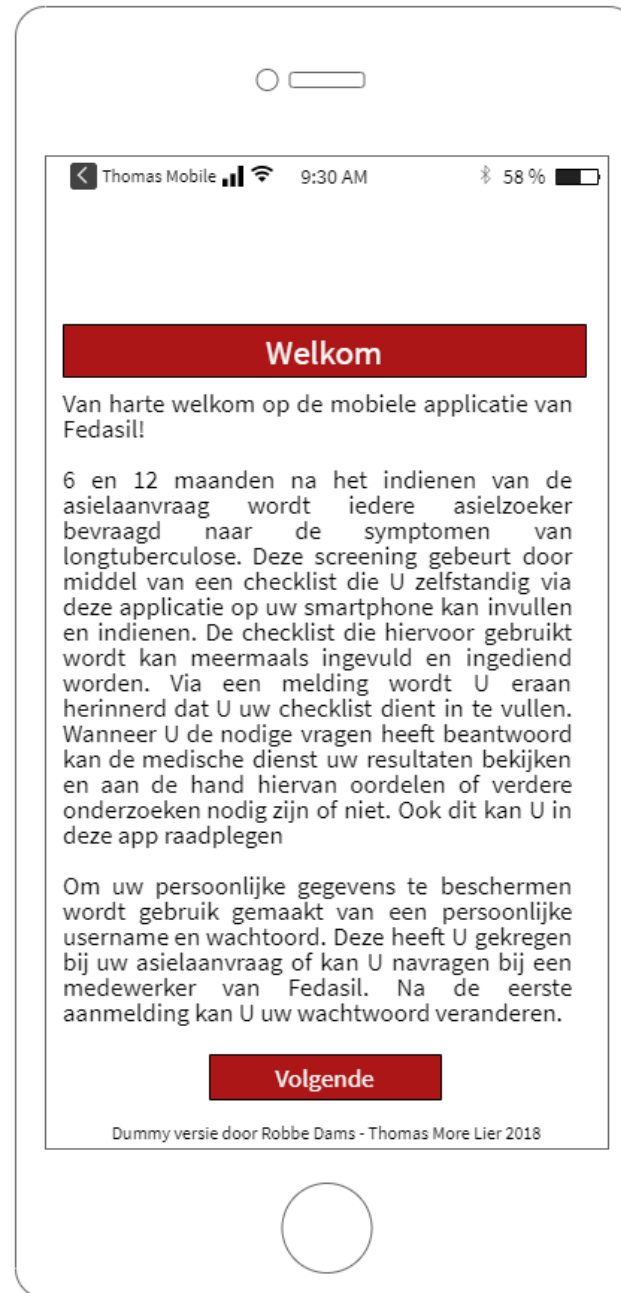 Thomas Mobile 9:30 AM 58 %
Welkom
Van harte welkom op de mobiele applicatie van
Fedasil!
6 en 12 maanden na het indienen van de
asielaanvraag wordt iedere asielzoeker
bevraagd naar de symptomen van
longtuberculose. Deze screening gebeurt door
middel van een checklist die U zelfstandig via
deze applicatie op uw smartphone kan invullen
en indienen. De checklist die hiervoor gebruikt
wordt kan meermaals ingevuld en ingediend
worden. Via een melding wordt U eraan
herinnerd dat U uw checklist dient in te vullen.
Wanneer U de nodige vragen heeft beantwoord
kan de medische dienst uw resultaten bekijken
en aan de hand hiervan oordelen of verdere
onderzoeken nodig zijn of niet. Ook dit kan U in
deze app raadplegen
Om uw persoonlijke gegevens te beschermen
wordt gebruik gemaakt van een persoonlijke
username en wachtoord. Deze heeft U gekregen
bij uw asielaanvraag of kan U navragen bij een
medewerker van Fedasil. Na de eerste
aanmelding kan U uw wachtwoord veranderen.
Volgende
Dummy versie door Robbe Dams - Thomas More Lier 2018